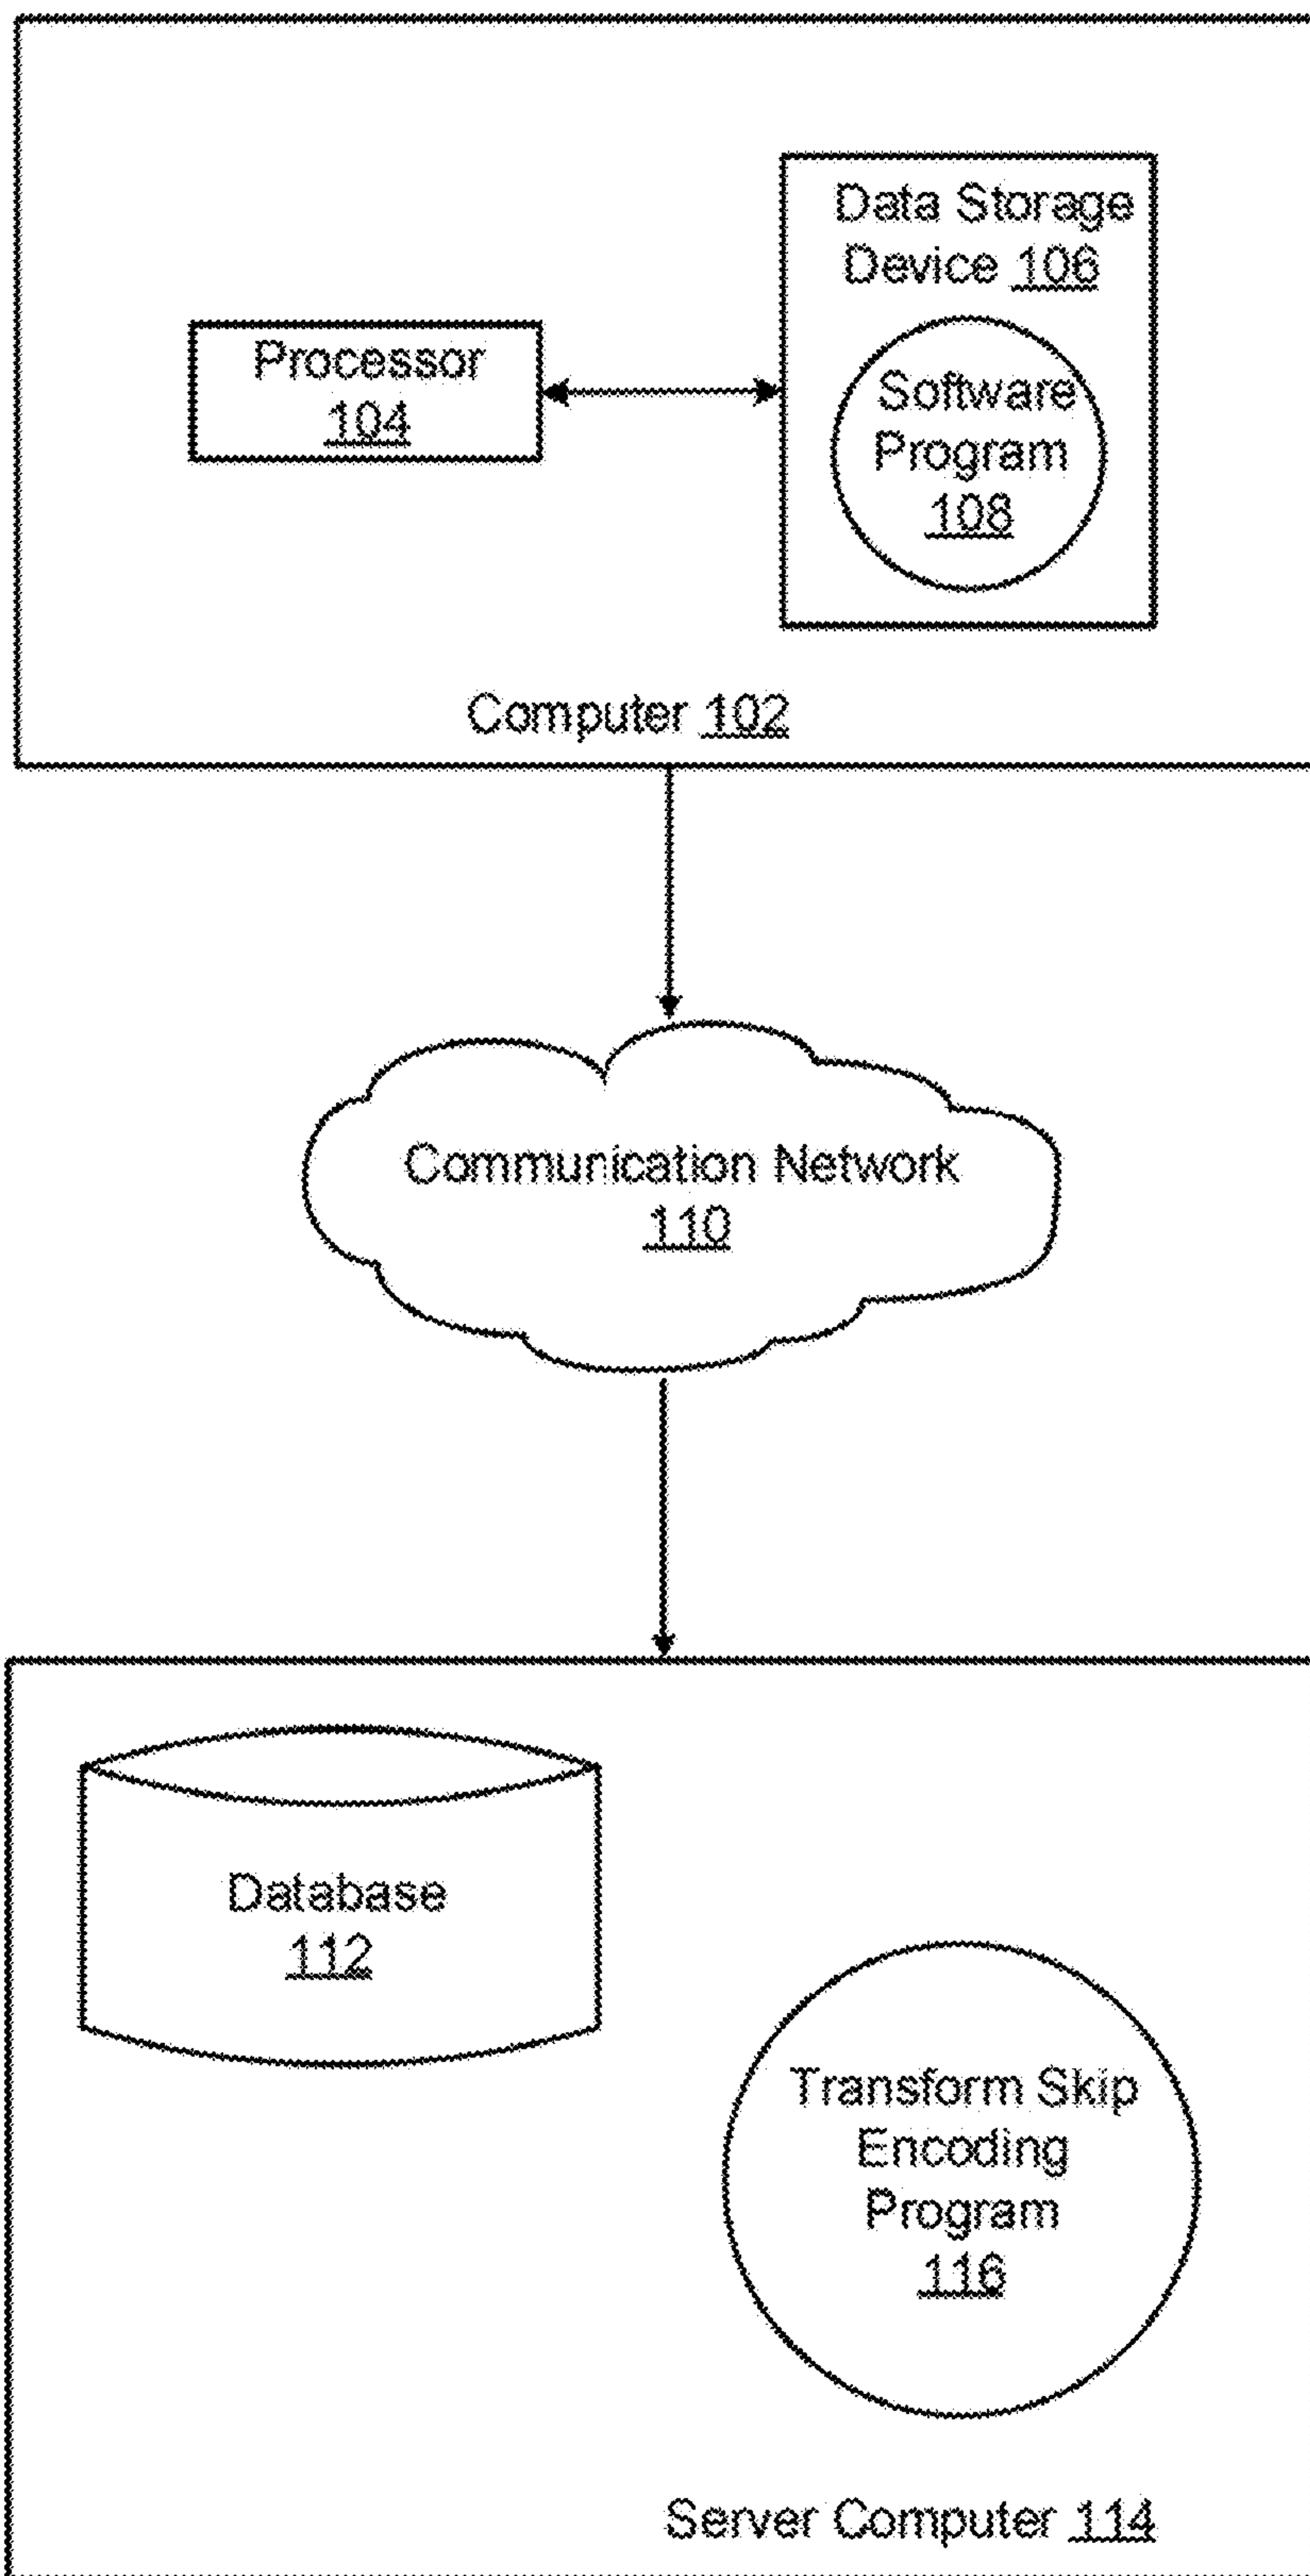 Data Storage
Device 106
Processor
104
Software
Program
108
Computer 102
Communication Network
110
Database
112
Transform Skip
Encoding
Program
116
Server Computer 114